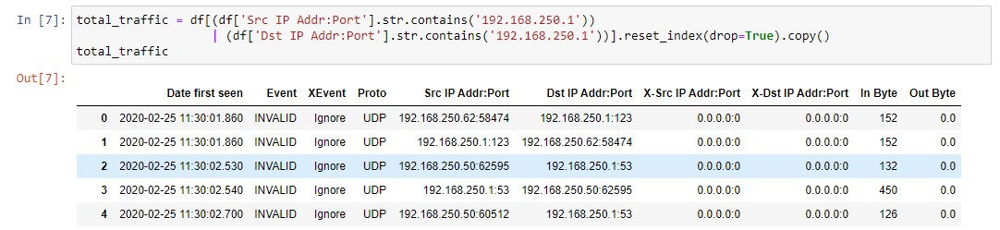 In [7]: total_traffic = df[(df['Src IP Addr:Port'].str.contains('192.168.250.1'))
| (df['Dst IP Addr:Port'].str.contains('192.168.250.1'))].reset_index(drop=True).copy()
total_traffic
Out[7]:
Date first seen Event XEvent Proto Src IP Addr:Port Dst IP Addr:Port X-Src IP Addr:Port X-Dst IP Addr:Port In Byte Out Byte
0 2020-02-25 11:30:01.860 INVALID Ignore UDP 192.168.250.62:58474 192.168.250.1:123 0.0.0.0:0 0.0.0.0:0 152 0.0
1 2020-02-25 11:30:01.860 INVALID Ignore UDP 192.168.250.1:123 192.168.250.62:58474 0.0.0.0:0 0.0.0.0:0 152 0.0
2 2020-02-25 11:30:02.530 INVALID Ignore UDP 192.168.250.50:62595 192.168.250.1:53 0.0.0.0:0 0.0.0.0:0 132 0.0
3 2020-02-25 11:30:02.540 INVALID Ignore UDP 192.168.250.1:53 192.168.250.50:62595 0.0.0.0:0 0.0.0.0:0 450 0.0
4 2020-02-25 11:30:02.700 INVALID Ignore UDP 192.168.250.50:60512 192.168.250.1:53 0.0.0.0:0 0.0.0.0:0 126 0.0